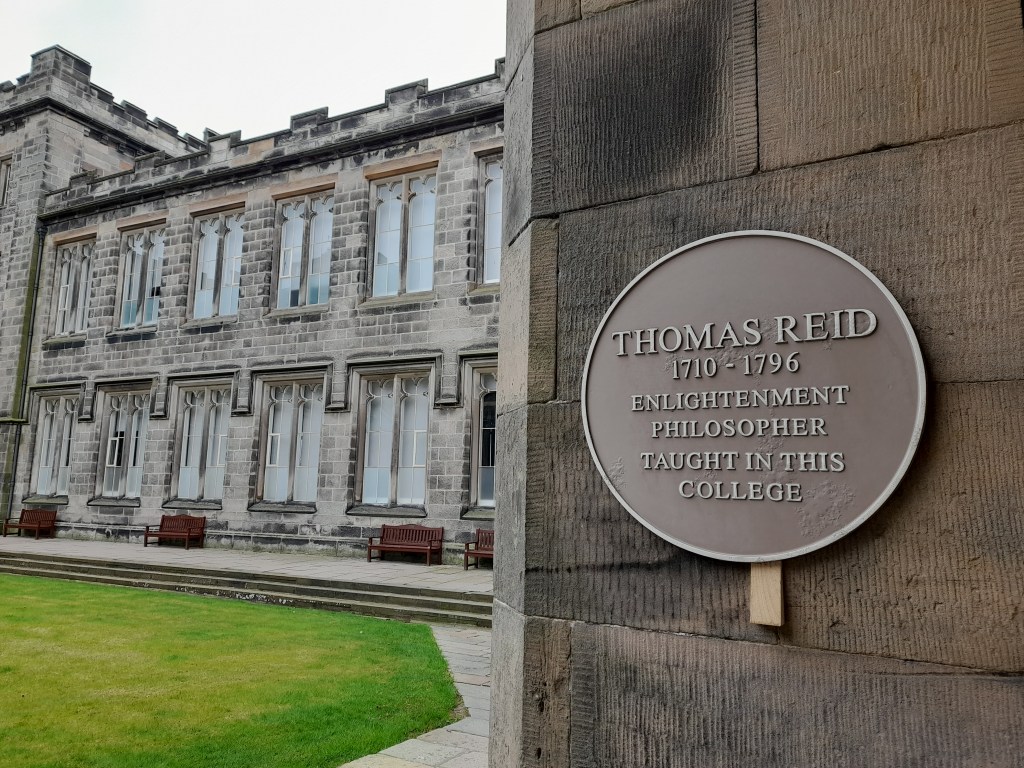 THOMAS REID
1710 - 1796
ENLIGHTENMENT
PHILOSOPHER
TAUGHT IN THIS
COLLEGE